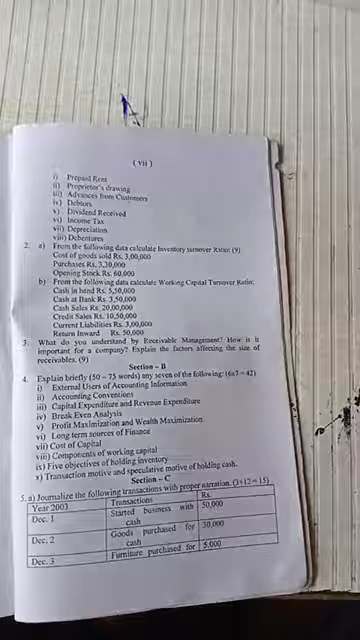 ( vii )
i) Prepaid Rent
ii) Proprietor's drawing
iii) Advances from Customers
iv) Debtors
v) Dividend Received
vi) Income Tax
vii) Depreciation
viii) Debentures
2. a) From the following data calculate Inventory turnover Ratio: (9)
Cost of goods sold Rs. 3,00,000
Purchases Rs. 3,30,000
Opening Stock Rs. 60,000
b) From the following data calculate Working Capital Turnover Ratio;
Cash in hand Rs. 5,50,000
Cash at Bank Rs. 3,50,000
Cash Sales Rs. 20,00,000
Credit Sales Rs. 10,50,000
Current Liabilities Rs. 3,00,000
Return Inward Rs. 50,000
3. What do you understand by Receivable Management? How is it
important for a company? Explain the factors affecting the size of
receivables. (9)
Section – B
4. Explain briefly (50 – 75 words) any seven of the following: (6x7 = 42)
i) External Users of Accounting Information
ii) Accounting Conventions
iii) Capital Expenditure and Revenue Expenditure
iv) Break Even Analysis
v) Profit Maximization and Wealth Maximization
vi) Long term sources of Finance
vii) Cost of Capital
viii) Components of working capital
ix) Five objectives of holding inventory
x) Transaction motive and speculative motive of holding cash.
Section - C
5. a) Journalize the following transactions with proper narration. (3+12 = 15)
Year 2003 Transactions Rs.
Dec. 1 Started business with 50,000
cash
Dec. 2 Goods purchased for 30,000
cash
Dec. 3 Furniture purchased for 5,000